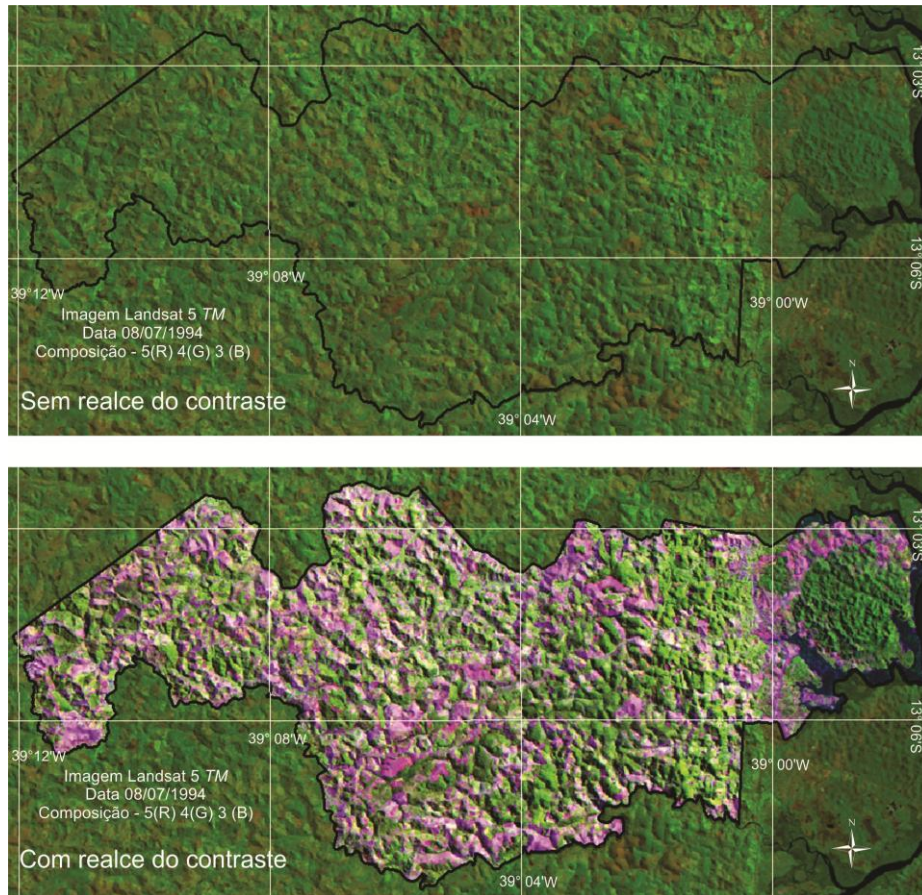 13° 03'S
13° 06'S
39° 12'W
39° 08'W
39° 00'W
39° 04'W
Imagem Landsat 5 TM
Data 08/07/1994
Composição - 5(R) 4(G) 3 (B)
Sem realce do contraste
N
13° 03'S
13° 06'S
39° 12'W
39° 08'W
39° 00'W
39° 04'W
Imagem Landsat 5 TM
Data 08/07/1994
Composição - 5(R) 4(G) 3 (B)
Com realce do contraste
N